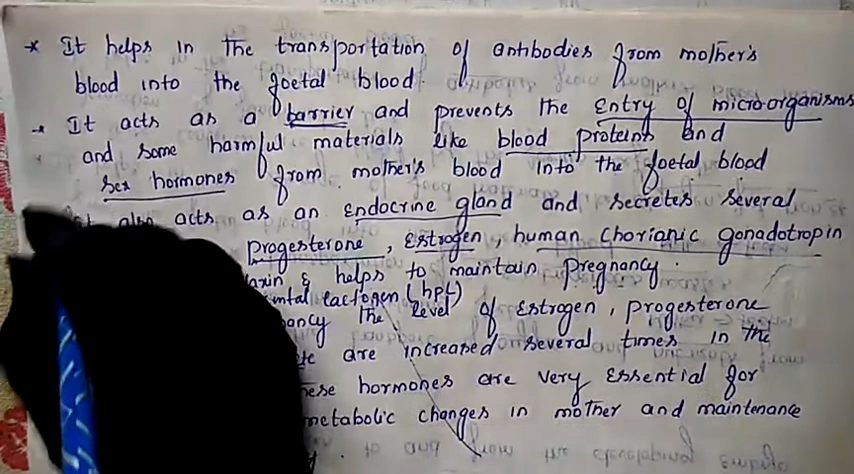 * It helps in the transportation of antibodies from mother's
blood into the foetal blood.
* It acts as a barrier and prevents the Entry of microorganisms
and some harmful materials like blood proteins and
sex hormones from mother's blood into the foetal blood
also acts as an endocrine gland and secretes several
progesterone, Estrogen, human chorianic gonadotropin
& helps to maintain pregnancy.
lactogen (hpL)
the level of Estrogen, progesterone
are increased several times in the
hormones are very Essential for
metabolic changes in mother and maintenance